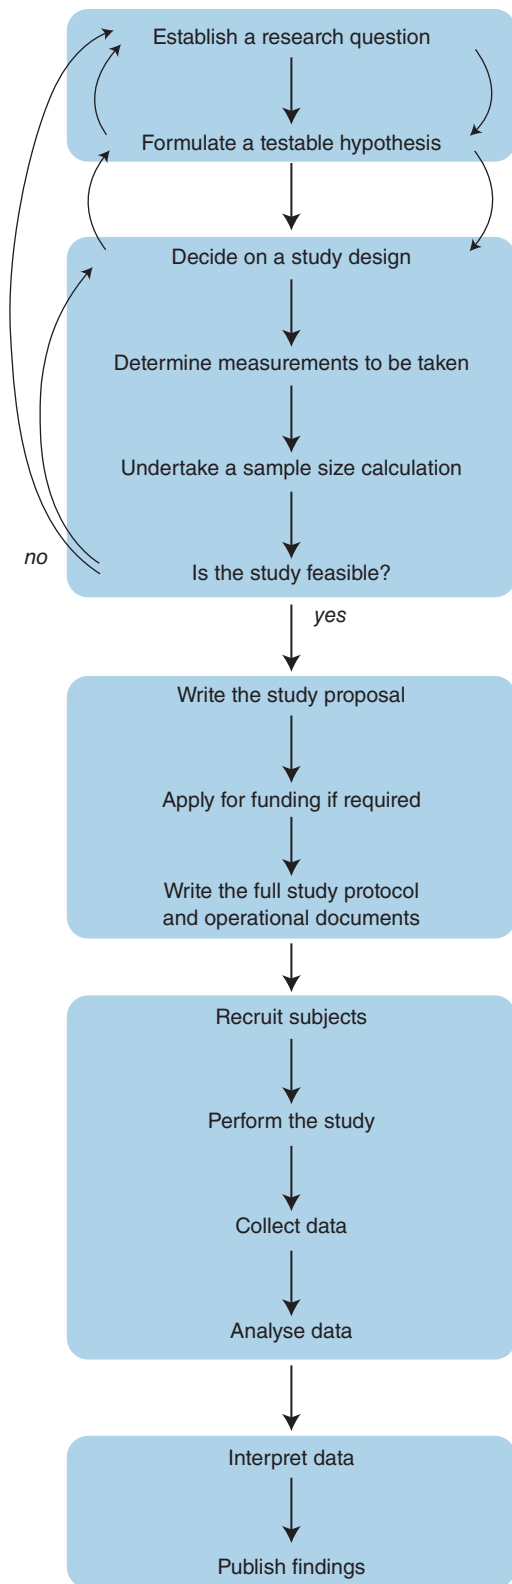 Establish a research question
Formulate a testable hypothesis
Decide on a study design
Determine measurements to be taken
Undertake a sample size calculation
no
Is the study feasible?
yes
Write the study proposal
Apply for funding if required
Write the full study protocol
and operational documents
Recruit subjects
Perform the study
Collect data
Analyse data
Interpret data
Publish findings